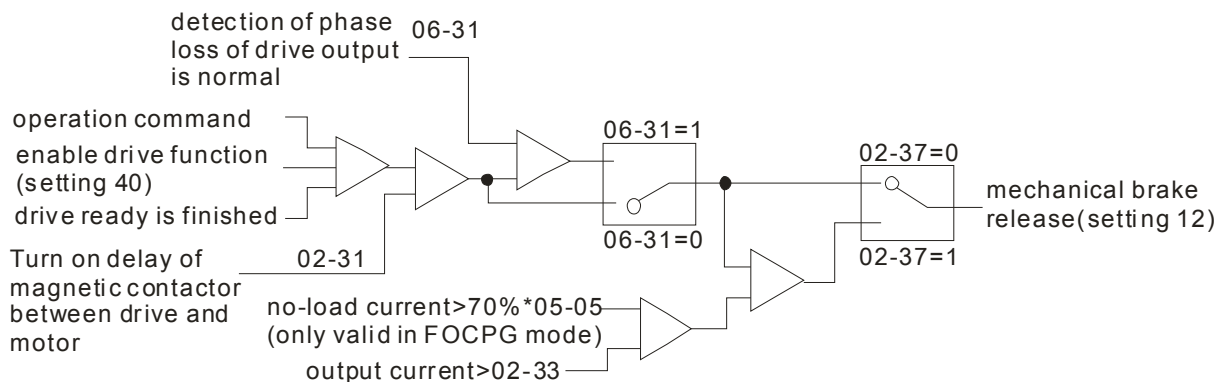 detection of phase
loss of drive output
is normal
06-31
operation command
enable drive function
(setting 40)
drive ready is finished
Turn on delay of
magnetic contactor
between drive and
motor
02-31
06-31=1
06-31=0
no-load current>70%*05-05
(only valid in FOCPG mode)
output current>02-33
02-37=0
02-37=1
mechanical brake
release(setting 12)